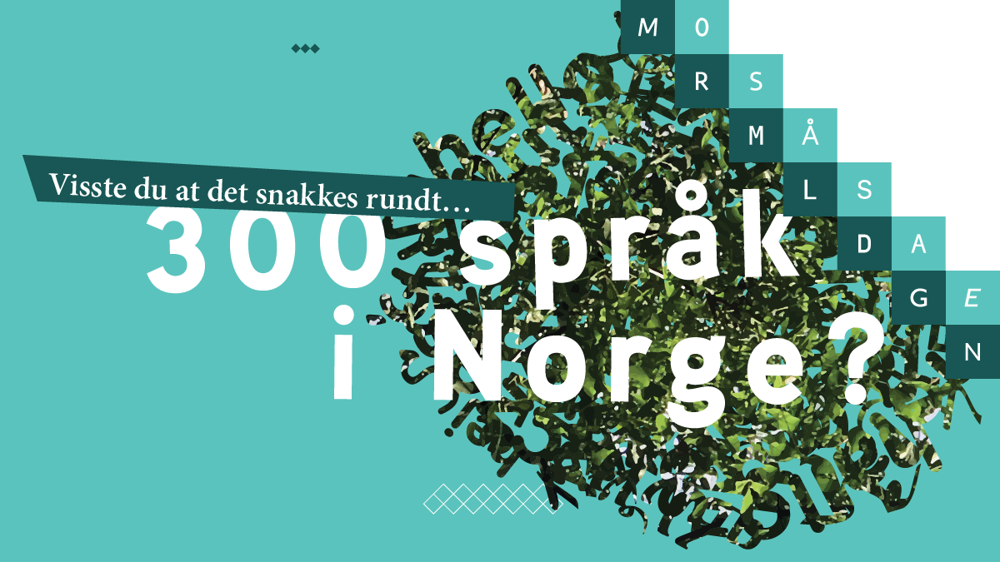 MO
RS
MÅ
LS
DA
GE
N
Visste du at det snakkes rundt…
300 språk
i Norge?